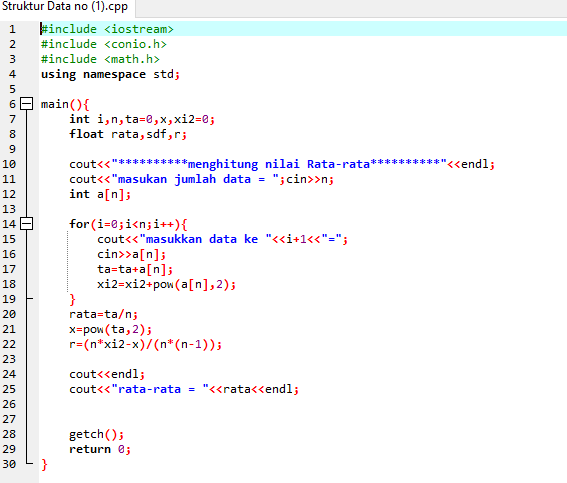 Struktur Data no (1).cpp
1 #include <iostream>
2 #include <conio.h>
3 #include <math.h>
4 using namespace std;
5
6 main(){
7 int i,n,ta=0,x,xi2=0;
8 float rata,sdf,r;
9
10 cout<<"**********menghitung nilai Rata-rata**********"<<endl;
11 cout<<"masukan jumlah data = ";cin>>n;
12 int a[n];
13
14 for(i=0;i<n;i++){
15 cout<<"masukkan data ke "<<i+1<<"=";
16 cin>>a[n];
17 ta=ta+a[n];
18 xi2=xi2+pow(a[n],2);
19 }
20 rata=ta/n;
21 x=pow(ta,2);
22 r=(n*xi2-x)/(n*(n-1));
23
24 cout<<endl;
25 cout<<"rata-rata = "<<rata<<endl;
26
27
28 getch();
29 return 0;
30 }